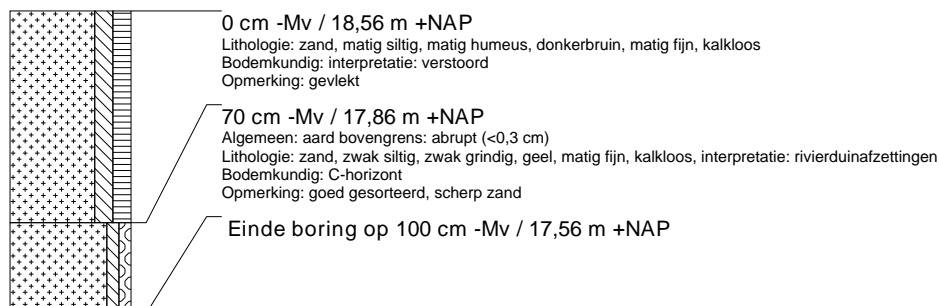 0 cm -Mv / 18,56 m +NAP
Lithologie: zand, matig siltig, matig humeus, donkerbruin, matig fijn, kalkloos
Bodemkundig: interpretatie: verstoord
Opmerking: gevlekt
70 cm -Mv / 17,86 m +NAP
Algemeen: aard bovengrens: abrupt (<0,3 cm)
Lithologie: zand, zwak siltig, zwak grindig, geel, matig fijn, kalkloos, interpretatie: rivierduinafzettingen
Bodemkundig: C-horizont
Opmerking: goed gesorteerd, scherp zand
Einde boring op 100 cm -Mv / 17,56 m +NAP